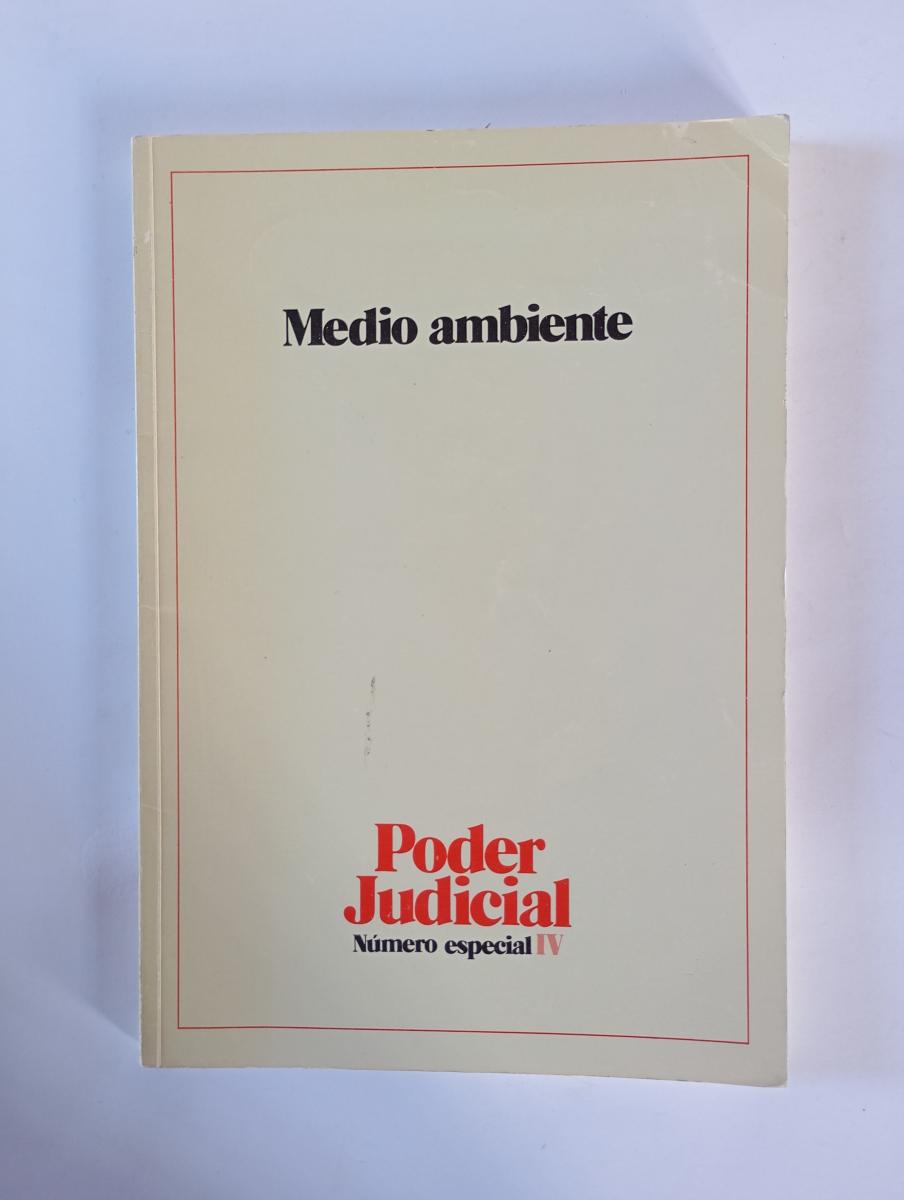 Medio ambiente
Poder
Judicial
Número especial IV